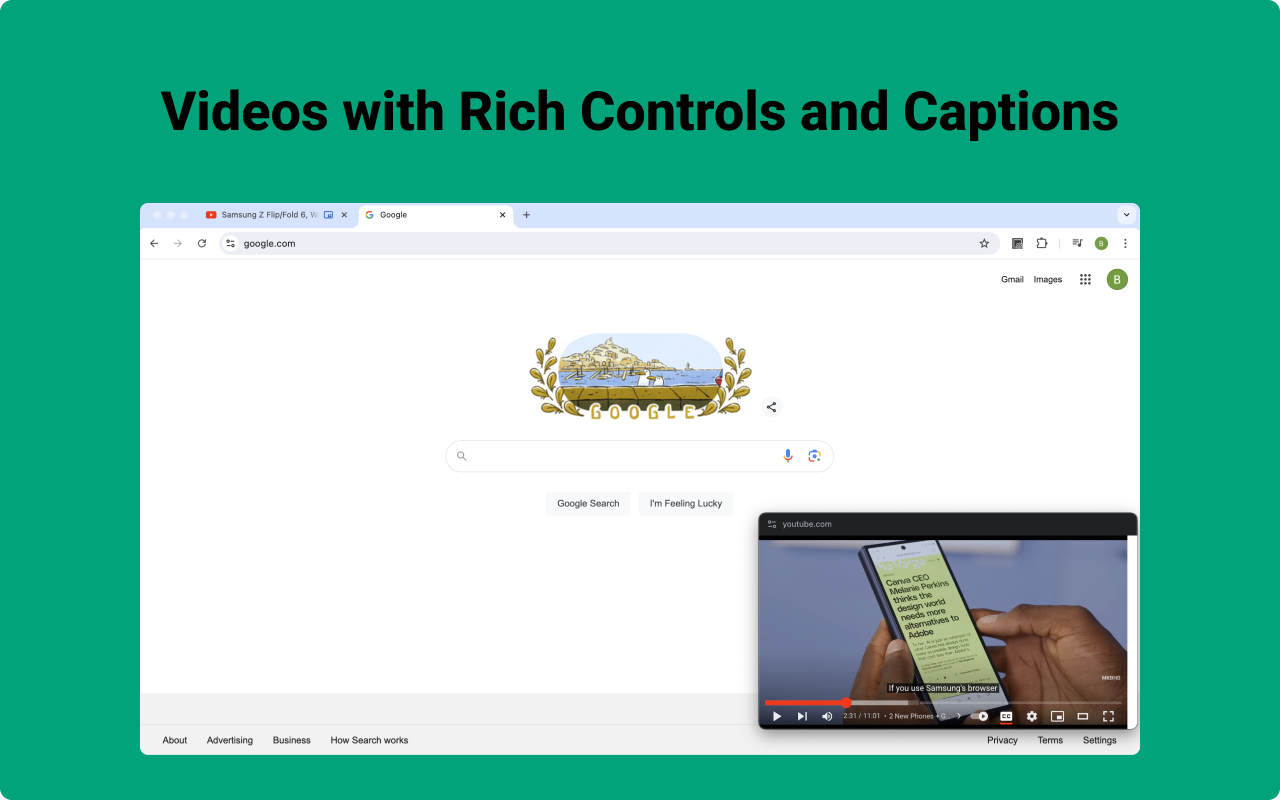 Videos with Rich Controls and Captions
Samsung Z Flip/Fold 6, W
Google
google.com
B
Gmail
Images
B
GOOGLE
Google Search
I'm Feeling Lucky
youtube.com
Canva CEO
Melanie Perkins
thinks the
design world
needs more
alternatives to
Adobe
MKBHD
If you use Samsung's browser
2:31 / 11:01 • 2 New Phones + G...
CC
About
Advertising
Business
How Search works
Privacy
Terms
Settings